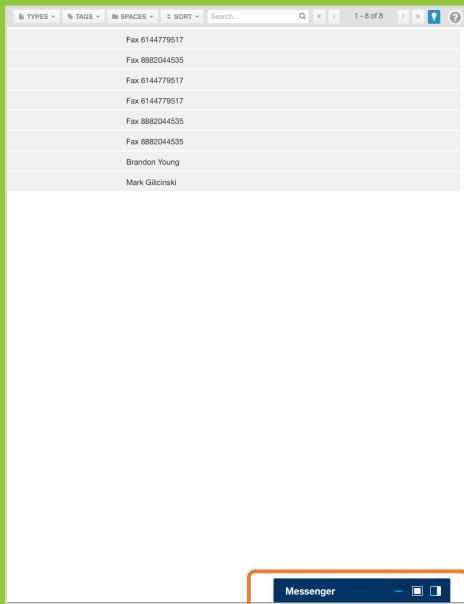 TYPES TAGS SPACES SORT Search... 1 - 8 of 8 ?
Fax 6144779517
Fax 8882044535
Fax 6144779517
Fax 6144779517
Fax 8882044535
Fax 8882044535
Brandon Young
Mark Gilicinski
Messenger